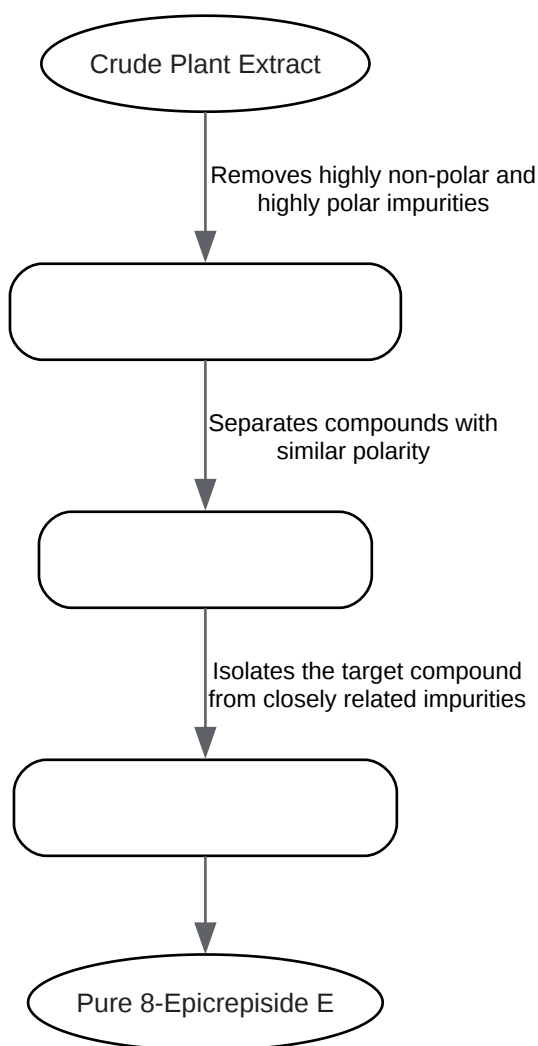 Crude Plant Extract
Removes highly non-polar and
highly polar impurities
Separates compounds with
similar polarity
Isolates the target compound
from closely related impurities
Pure 8-Epicrepiside E